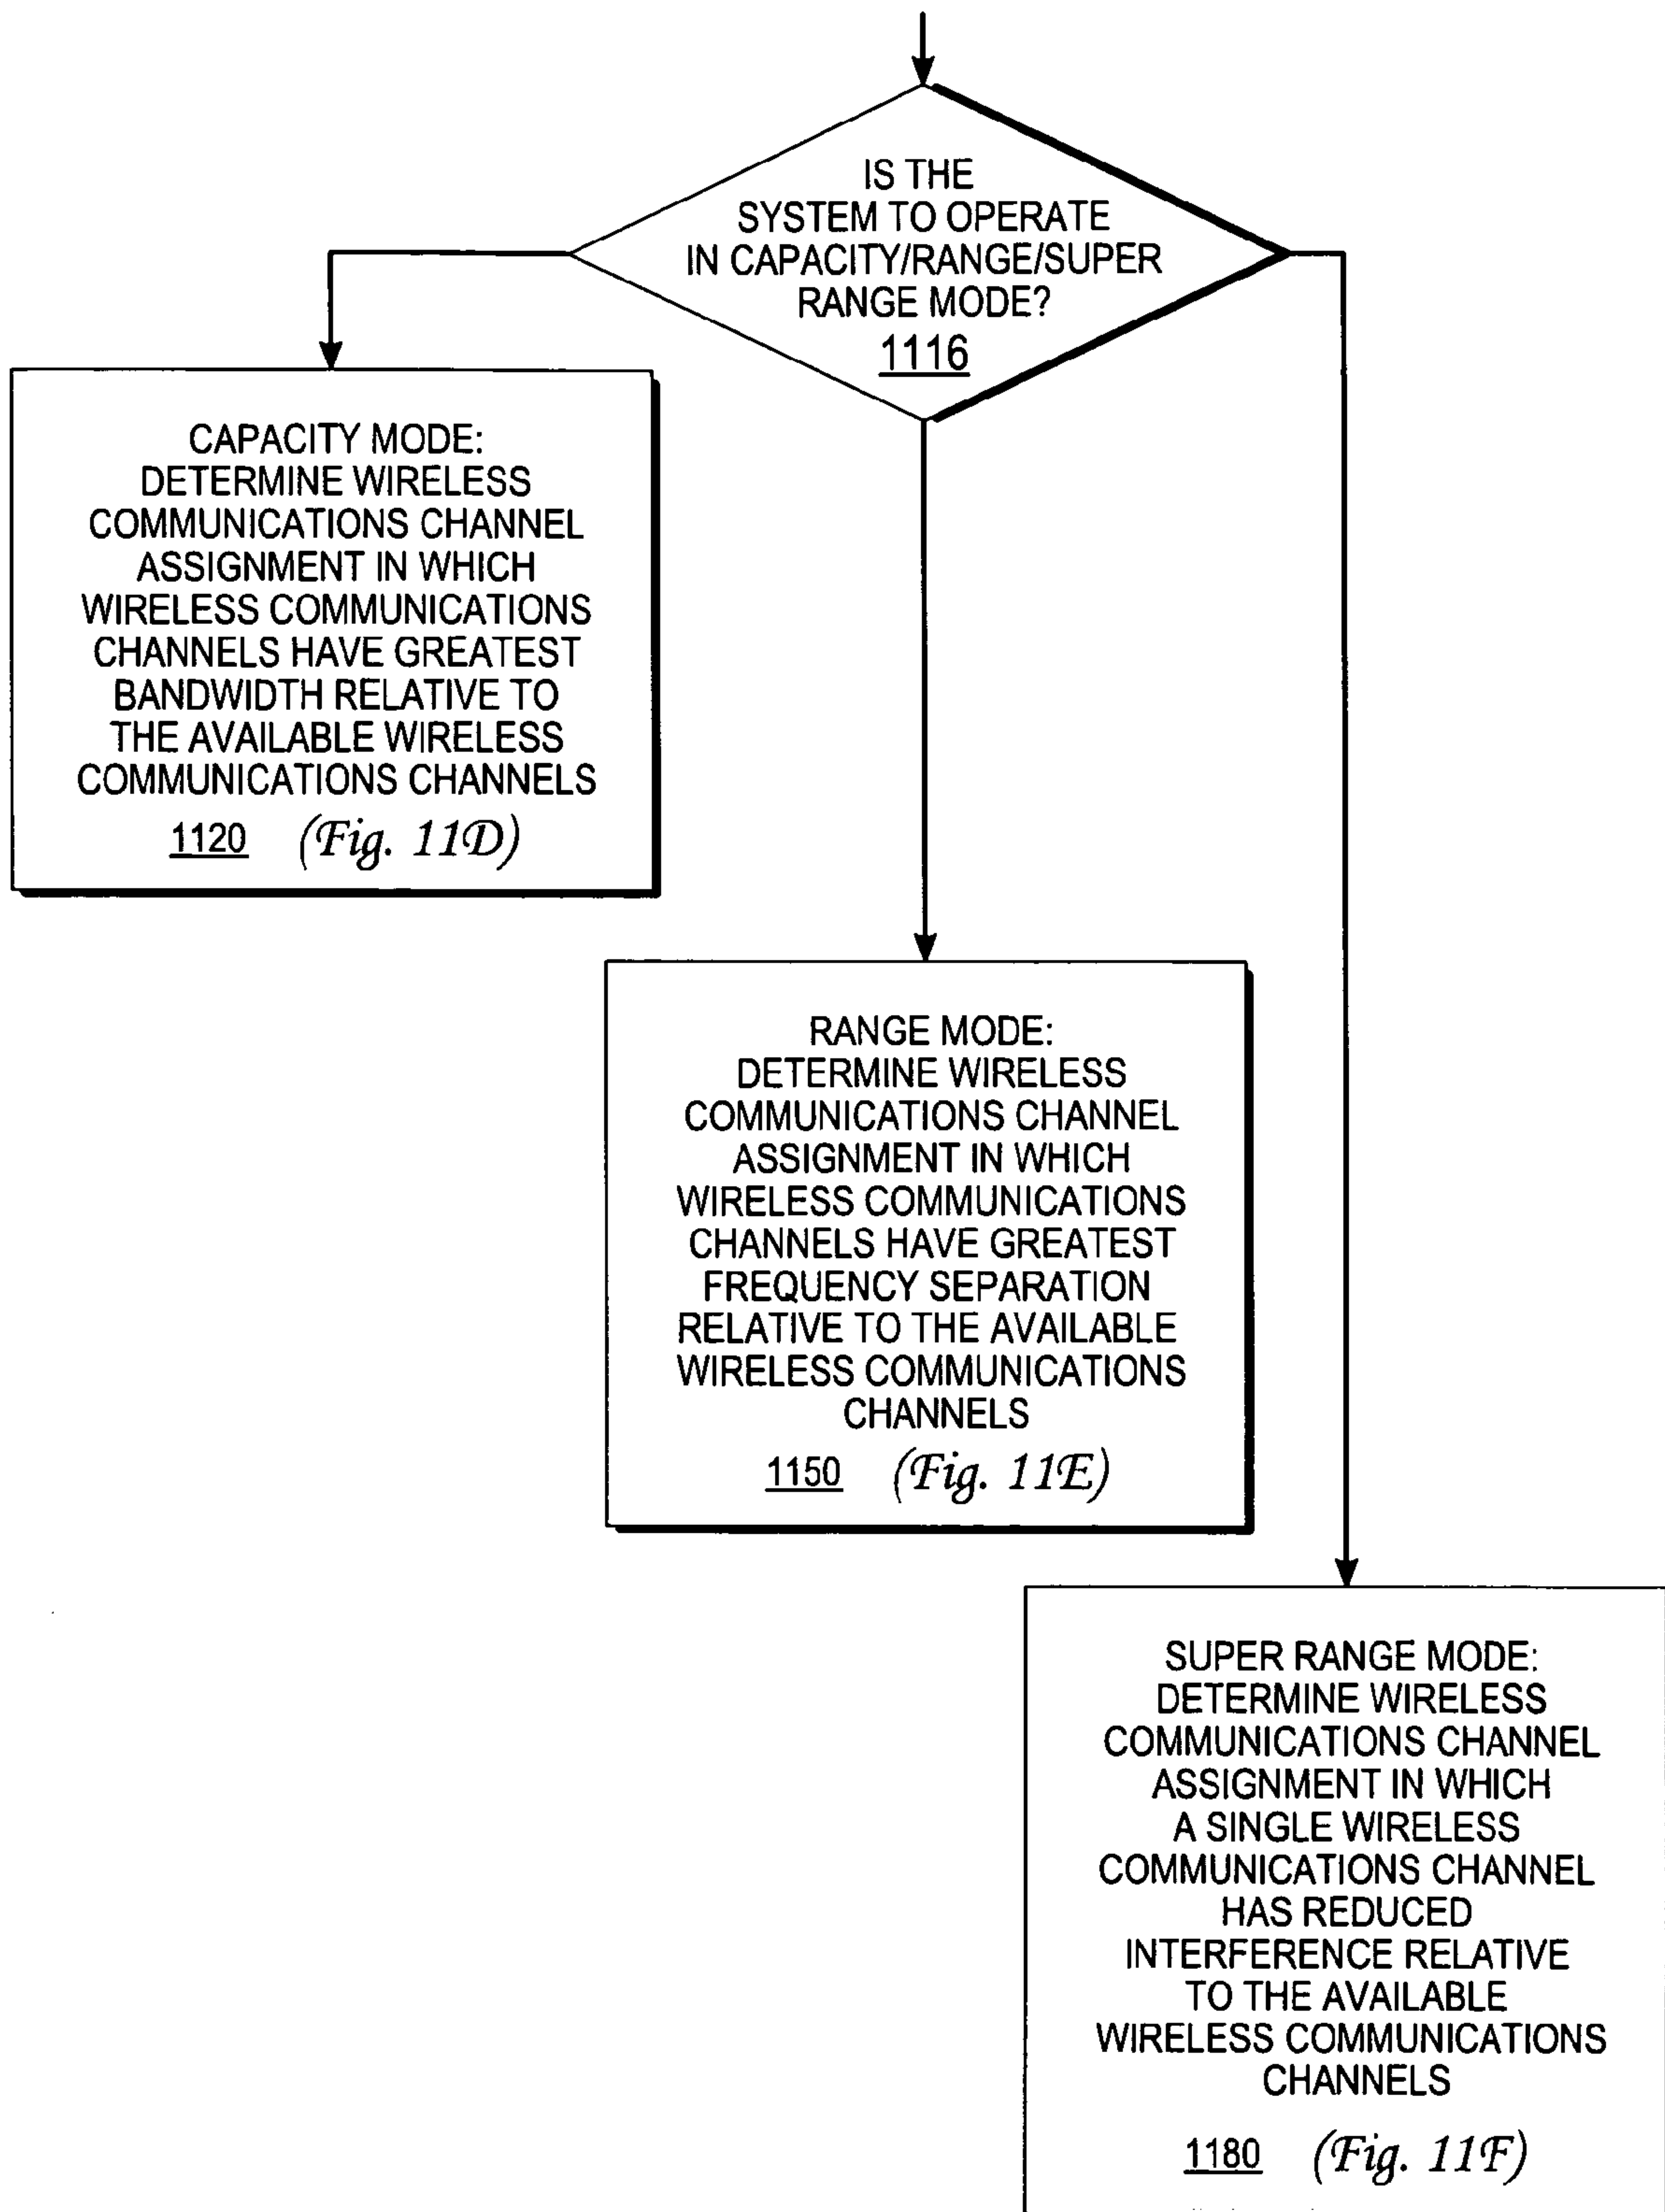 IS THE
SYSTEM TO OPERATE
IN CAPACITY/RANGE/SUPER
RANGE MODE?
1116
CAPACITY MODE:
DETERMINE WIRELESS
COMMUNICATIONS CHANNEL
ASSIGNMENT IN WHICH
WIRELESS COMMUNICATIONS
CHANNELS HAVE GREATEST
BANDWIDTH RELATIVE TO
THE AVAILABLE WIRELESS
COMMUNICATIONS CHANNELS
1120 (Fig. 11D)
RANGE MODE:
DETERMINE WIRELESS
COMMUNICATIONS CHANNEL
ASSIGNMENT IN WHICH
WIRELESS COMMUNICATIONS
CHANNELS HAVE GREATEST
FREQUENCY SEPARATION
RELATIVE TO THE AVAILABLE
WIRELESS COMMUNICATIONS
CHANNELS
1150 (Fig. 11E)
SUPER RANGE MODE:
DETERMINE WIRELESS
COMMUNICATIONS CHANNEL
ASSIGNMENT IN WHICH
A SINGLE WIRELESS
COMMUNICATIONS CHANNEL
HAS REDUCED
INTERFERENCE RELATIVE
TO THE AVAILABLE
WIRELESS COMMUNICATIONS
CHANNELS
1180 (Fig. 11F)